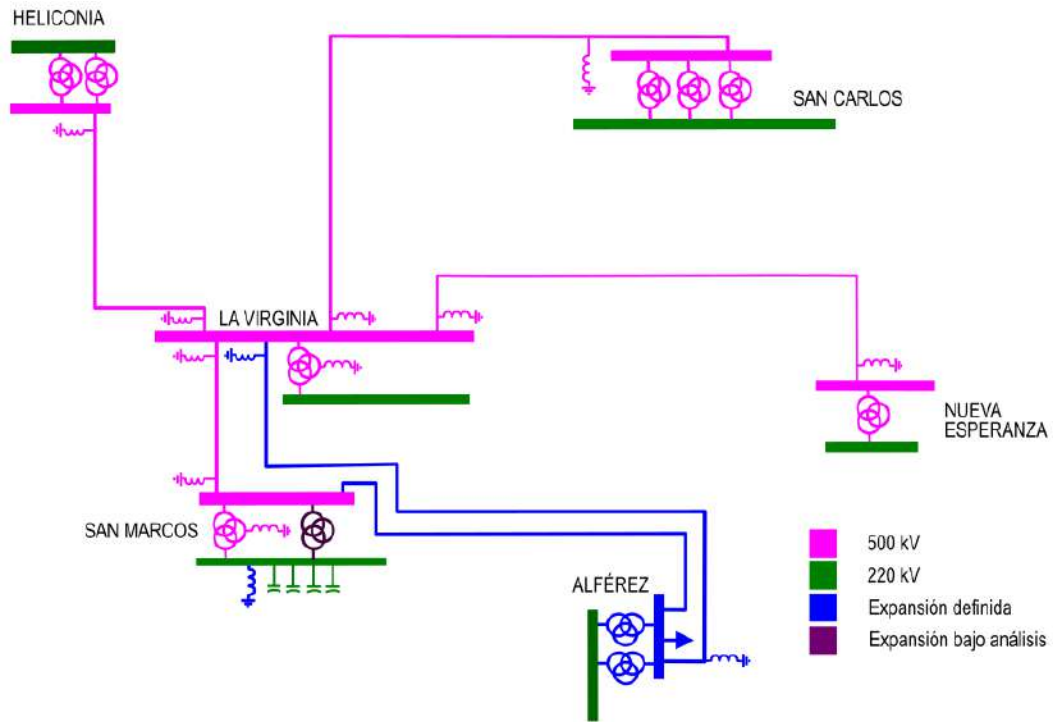 HELICONIA
SAN CARLOS
LA VIRGINIA
NUEVA
ESPERANZA
SAN MARCOS
ALFÉREZ
500 kV
220 kV
Expansión definida
Expansión bajo análisis